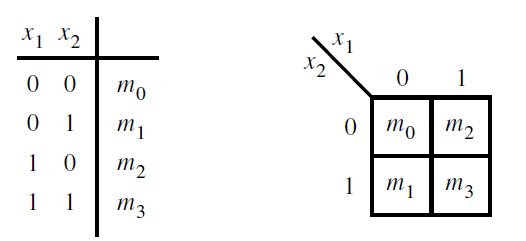 x₁ x₂
0 0 m₀
0 1 m₁
1 0 m₂
1 1 m₃
x₁
x₂
0 1
0 m₀ m₂
1 m₁ m₃